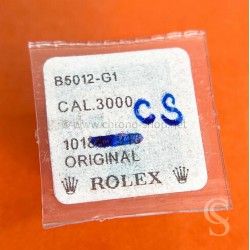 B5012-G1
CAL.3000 CS
1018
ORIGINAL
ROLEX